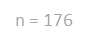 n = 176